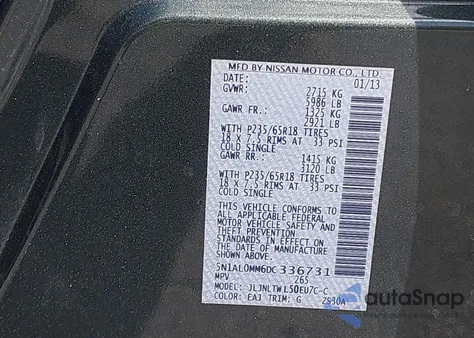 MFD BY NISSAN MOTOR CO., LTD.
DATE: 01/13
GVWR: 2715 KG
5986 LB
GAWR FR.: 1325 KG
2921 LB
WITH P235/65R18 TIRES
18 X 7.5 RIMS AT 33 PSI
COLD SINGLE
GAWR RR.: 1415 KG
3120 LB
WITH P235/65R18 TIRES
18 X 7.5 RIMS AT 33 PSI
COLD SINGLE
THIS VEHICLE CONFORMS TO
ALL APPLICABLE FEDERAL
MOTOR VEHICLE SAFETY AND
THEFT PREVENTION
STANDARDS IN EFFECT ON
THE DATE OF MANUFACTURE
SHOWN ABOVE
5N1AL0MM6DC336731
MPV 265
MODEL: JLJNLTWL50EU7C-C
COLOR: EAJ TRIM: G 2S30A
autoSnap